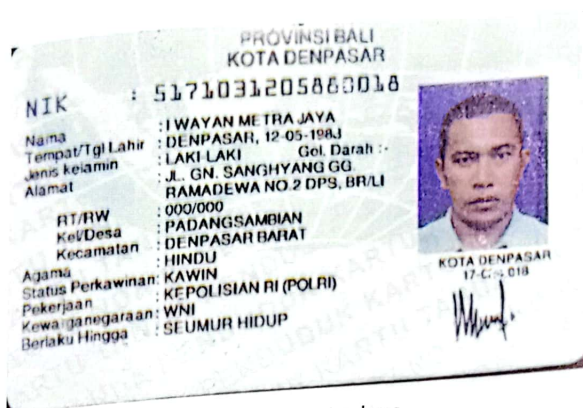 PROVINSI BALI
KOTA DENPASAR
NIK :
Nama : I WAYAN METRA JAYA
Tempat/Tgl Lahir : DENPASAR, 12-05-
Jenis kelamin : LAKI-LAKI Gol. Darah :-
Alamat : JL. GN. SANGHYANG GG.
RAMADEWA NO.2 DPS, BR/LI
RT/RW : 000/000
Kel/Desa : PADANGSAMBIAN
Kecamatan : DENPASAR BARAT
Agama : HINDU
Status Perkawinan: KAWIN
Pekerjaan : KEPOLISIAN RI (POLRI)
Kewarganegaraan: WNI
Berlaku Hingga : SEUMUR HIDUP
KOTA DENPASAR